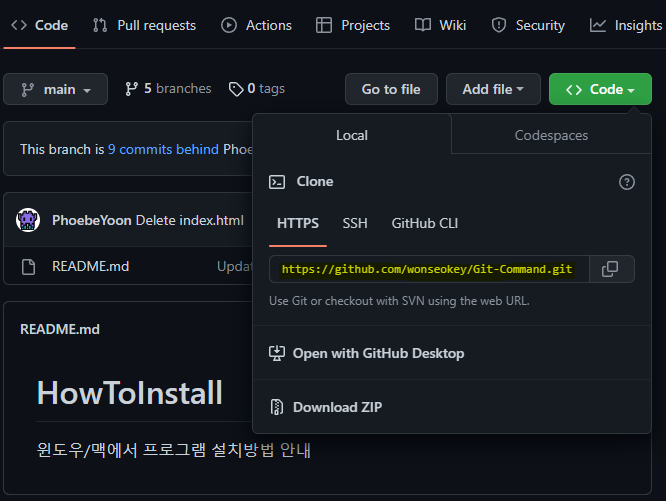 Code Pull requests Actions Projects Wiki Security Insights
main 5 branches 0 tags Go to file Add file Code
Local Codespaces
This branch is 9 commits behind
Clone
PhoebeYoon Delete index.html
HTTPS SSH GitHub CLI
README.md
https://github.com/wonseokey/Git-Command.git
Use Git or checkout with SVN using the web URL.
README.md
Open with GitHub Desktop
HowToInstall
Download ZIP
윈도우/맥에서 프로그램 설치방법 안내